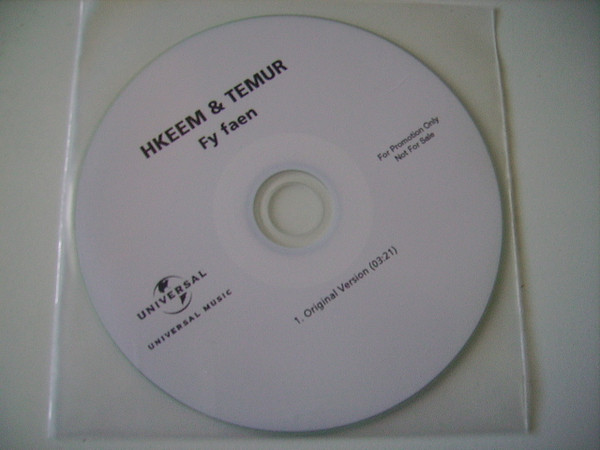 HKEEM & TEMUR
Fy faen
For Promotion Only
Not For Sale
UNIVERSAL
UNIVERSAL MUSIC
1. Original Version (03:21)